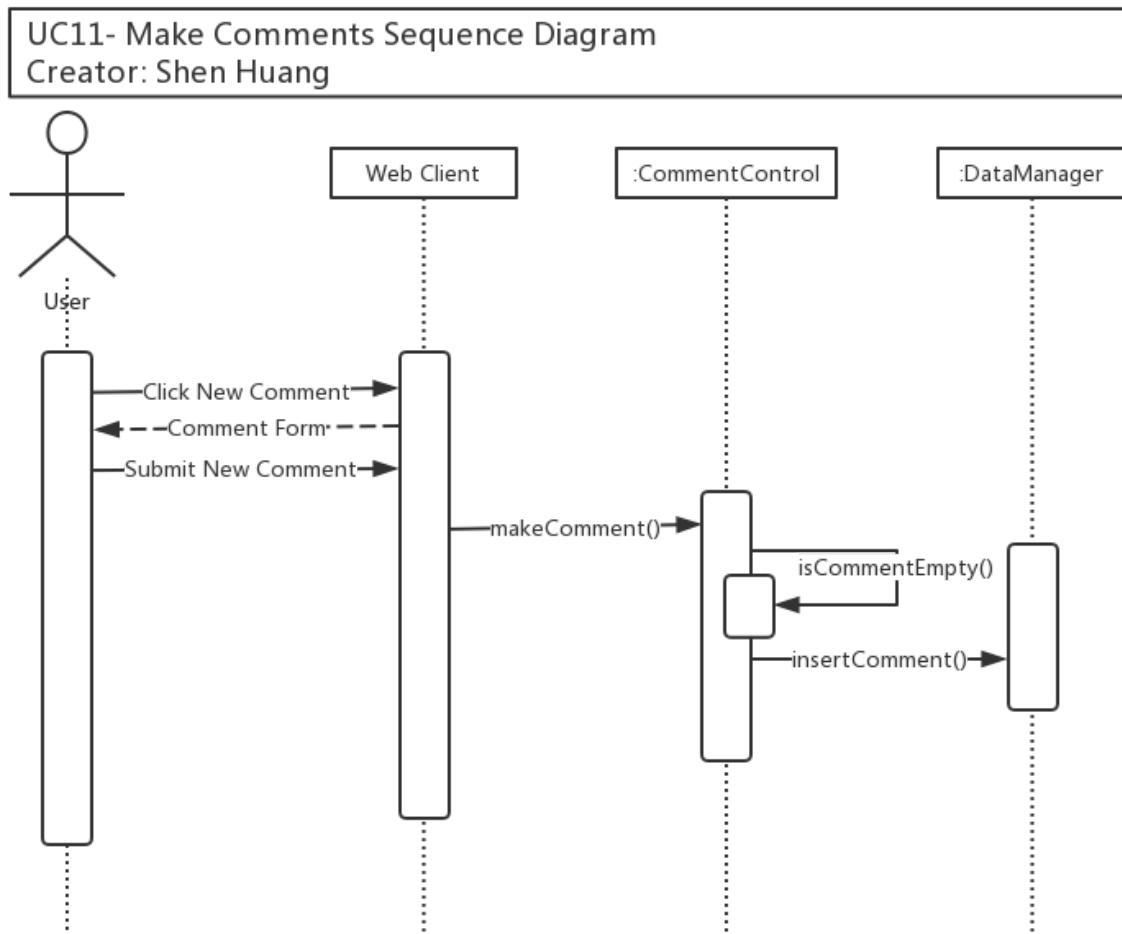 UC11- Make Comments Sequence Diagram
Creator: Shen Huang
Web Client
:CommentControl
:DataManager
User
Click New Comment
Comment Form
Submit New Comment
makeComment()
isCommentEmpty()
insertComment()